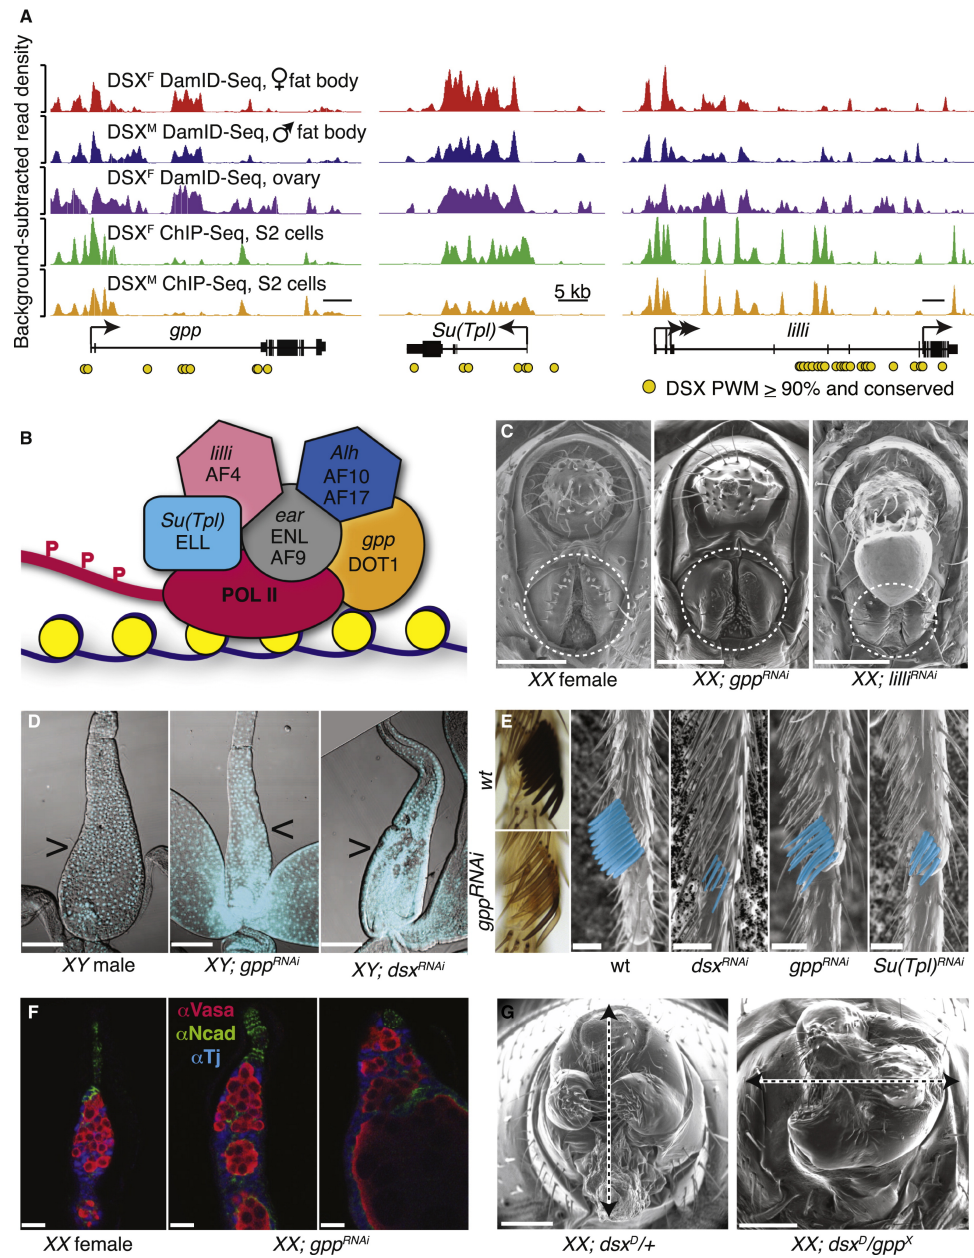 A
Background-subtracted read density
DSXF DamID-Seq, ♀ fat body
DSXM DamID-Seq, ♂ fat body
DSXF DamID-Seq, ovary
DSXF ChIP-Seq, S2 cells
DSXM ChIP-Seq, S2 cells
5 kb
gpp
Su(Tpl)
lilli
DSX PWM ≥ 90% and conserved
B
lilli
AF4
Alh
AF10
AF17
Su(Tpl)
ELL
ear
ENL
AF9
gpp
DOT1
P
P
P
POL II
C
XX female
XX; gppRNAi
XX; lilliRNAi
D
>
<
>
XY male
XY; gppRNAi
XY; dsxRNAi
E
wt
gppRNAi
wt
dsxRNAi
gppRNAi
Su(Tpl)RNAi
F
αVasa
αNcad
αTj
XX female
XX; gppRNAi
G
XX; dsxD/+
XX; dsxD/gppX